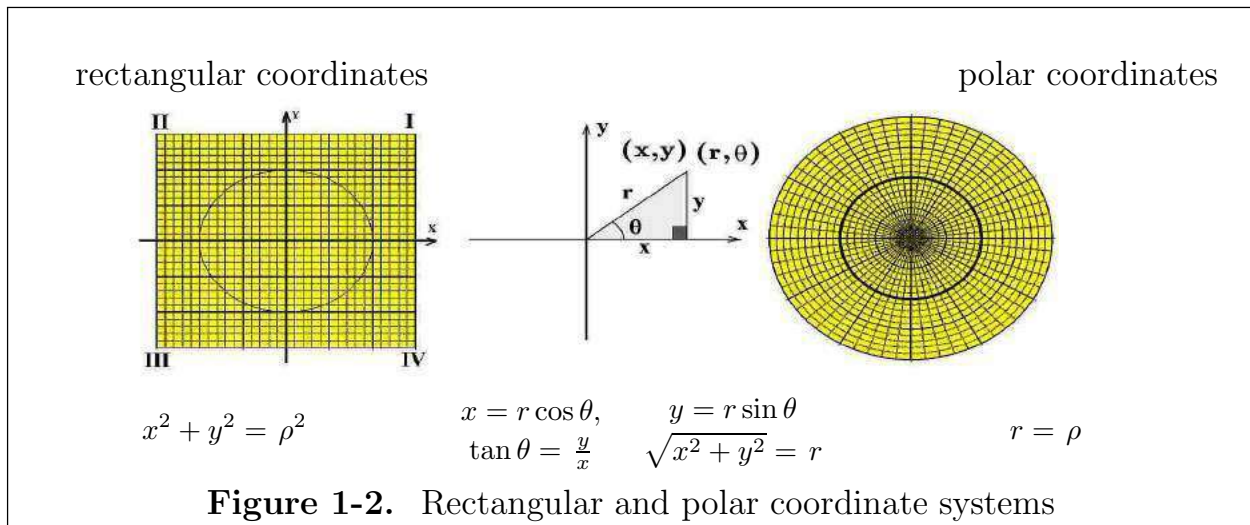 rectangular coordinates
polar coordinates
II
I
Y
X
III
IV
y
(x,y) (r,θ)
r
y
θ
x
x
x² + y² = ρ²
x = r cos θ, y = r sin θ
tan θ = y/x √(x² + y²) = r
r = ρ
Figure 1-2. Rectangular and polar coordinate systems